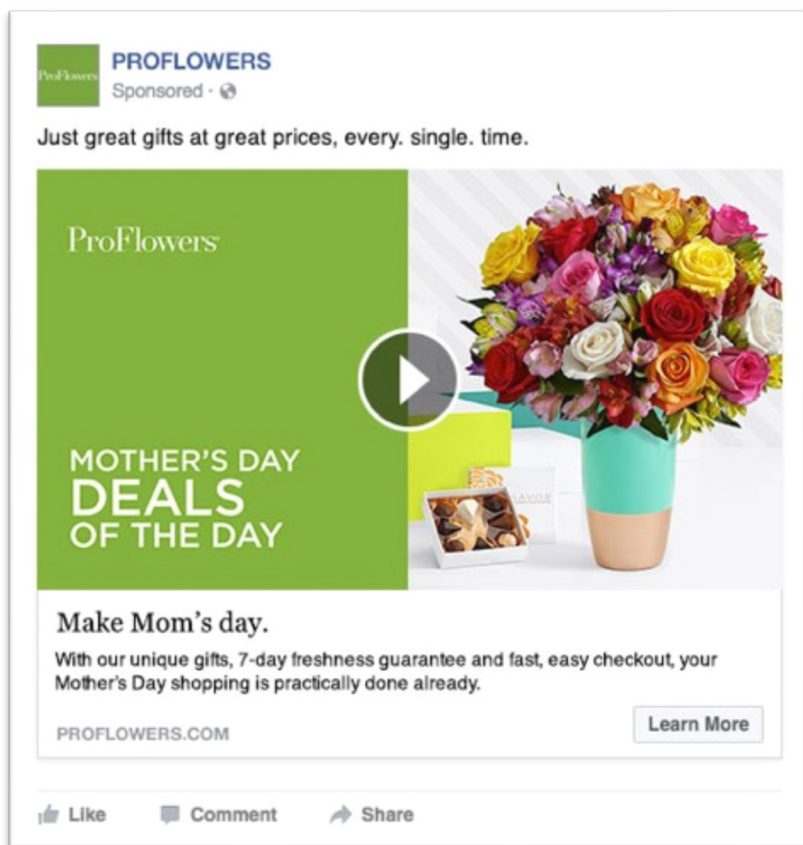 ProFlowers
PROFLOWERS
Sponsored ·
Just great gifts at great prices, every. single. time.
ProFlowers
MOTHER'S DAY
DEALS
OF THE DAY
Make Mom's day.
With our unique gifts, 7-day freshness guarantee and fast, easy checkout, your
Mother's Day shopping is practically done already.
PROFLOWERS.COM
Learn More
Like Comment Share